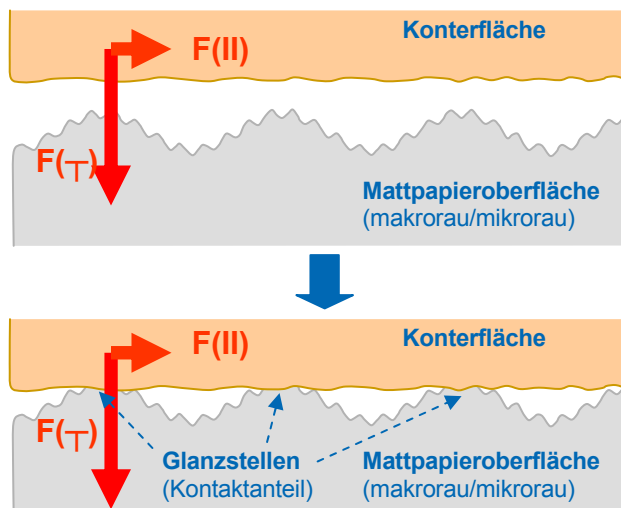 Konterfläche
F(II)
F(┬)
Mattpapieroberfläche
(makrorau/mikrorau)
Konterfläche
F(II)
F(┬)
Glanzstellen
(Kontaktanteil)
Mattpapieroberfläche
(makrorau/mikrorau)